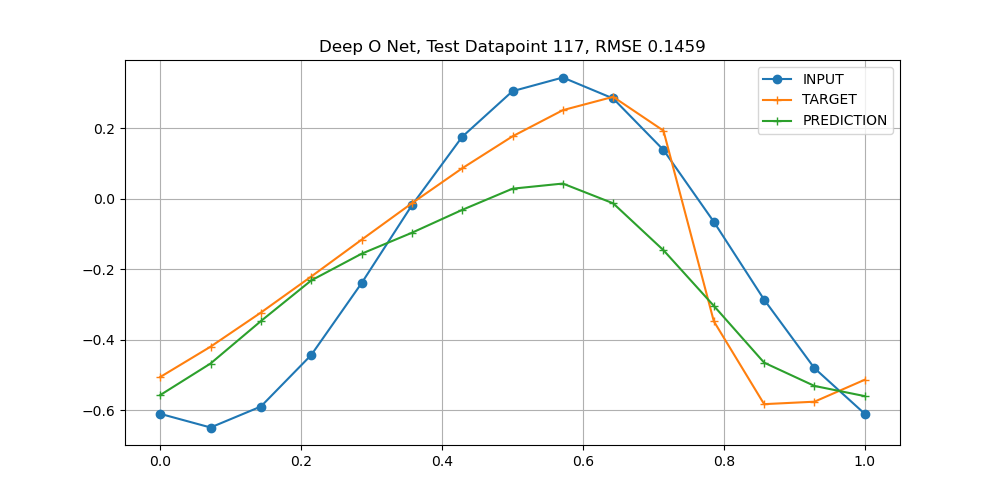 Deep O Net, Test Datapoint 117, RMSE 0.1459
INPUT
TARGET
PREDICTION
0.2
0.0
−0.2
−0.4
−0.6
0.0 0.2 0.4 0.6 0.8 1.0